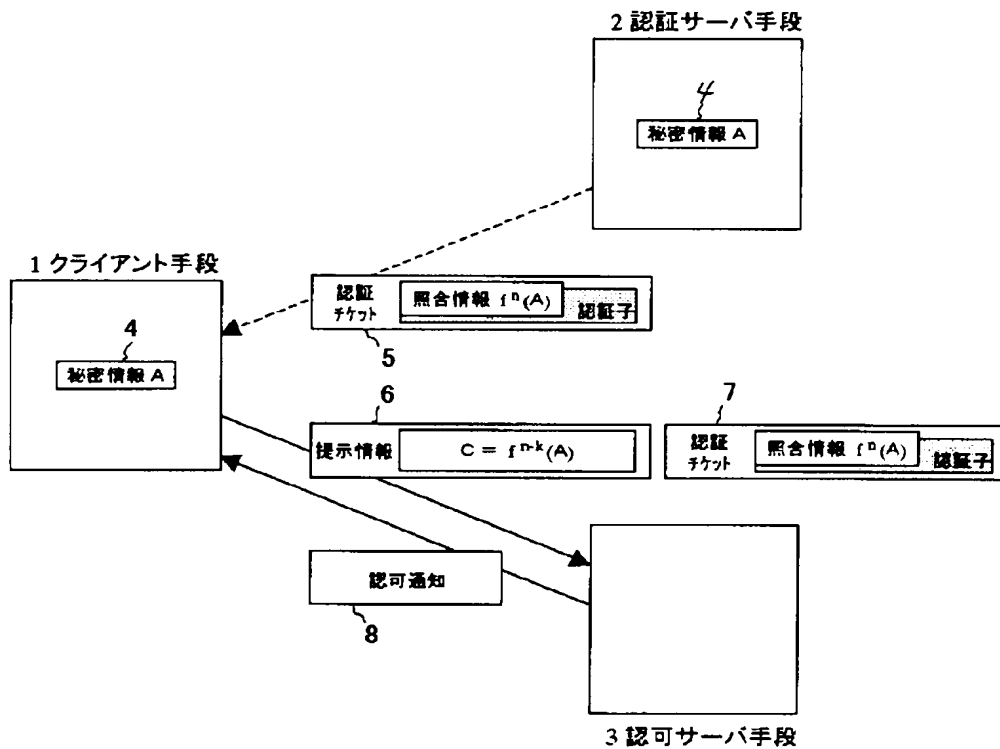 2 認証サーバ手段
4
秘密情報 A
1 クライアント手段
4
秘密情報 A
認証
チケット
照合情報 fⁿ(A)
認証子
5
6
提示情報
C = fⁿ⁻ᵏ(A)
7
認証
チケット
照合情報 fⁿ(A)
認証子
認可通知
8
3 認可サーバ手段